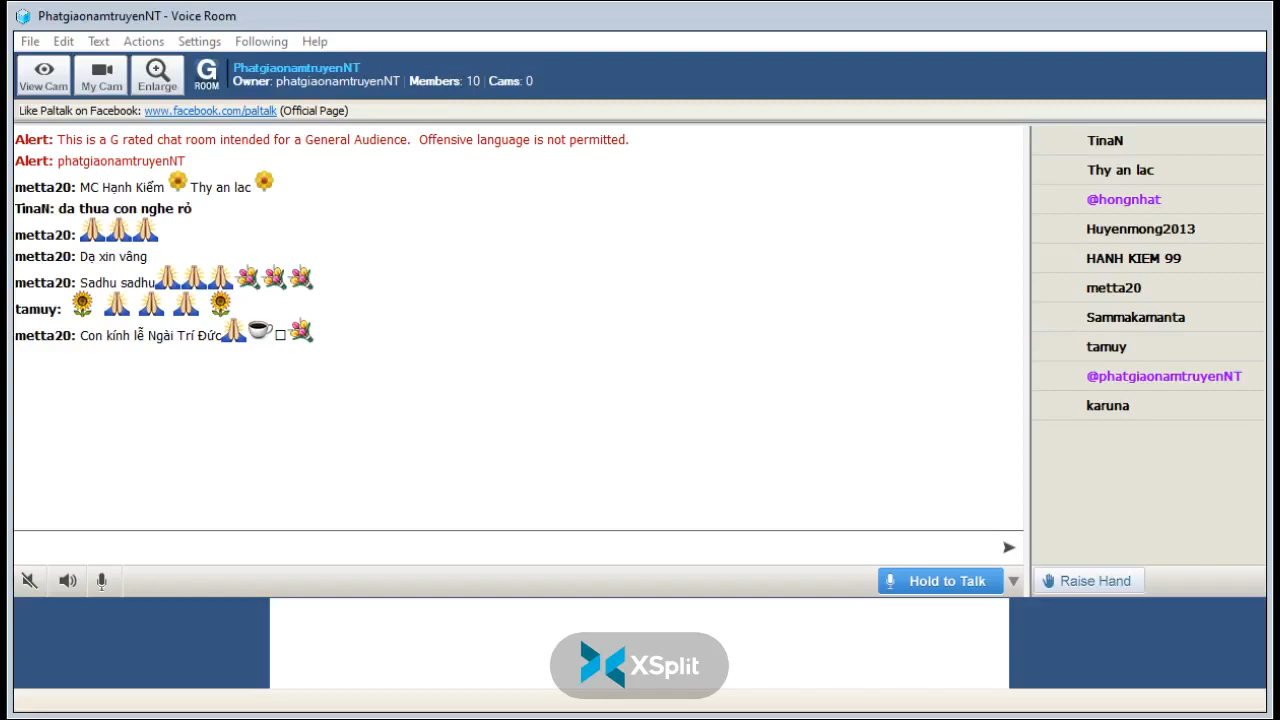 PhatgiaonamtruyenNT - Voice Room
File Edit Text Actions Settings Following Help
View Cam My Cam Enlarge G ROOM
PhatgiaonamtruyenNT
Owner: phatgiaonamtruyenNT | Members: 10 | Cams: 0
Like Paltalk on Facebook: www.facebook.com/paltalk (Official Page)
Alert: This is a G rated chat room intended for a General Audience. Offensive language is not permitted.
Alert: phatgiaonamtruyenNT
metta20: MC Hạnh Kiểm Thy an lac
TinaN: da thua con nghe rỏ
metta20:
metta20: Dạ xin vâng
metta20: Sadhu sadhu
tamuy:
metta20: Con kính lễ Ngài Trí Đức
TinaN
Thy an lac
@hongnhat
Huyenmong2013
HANH KIEM 99
metta20
Sammakamanta
tamuy
@phatgiaonamtruyenNT
karuna
Hold to Talk
Raise Hand
XSplit